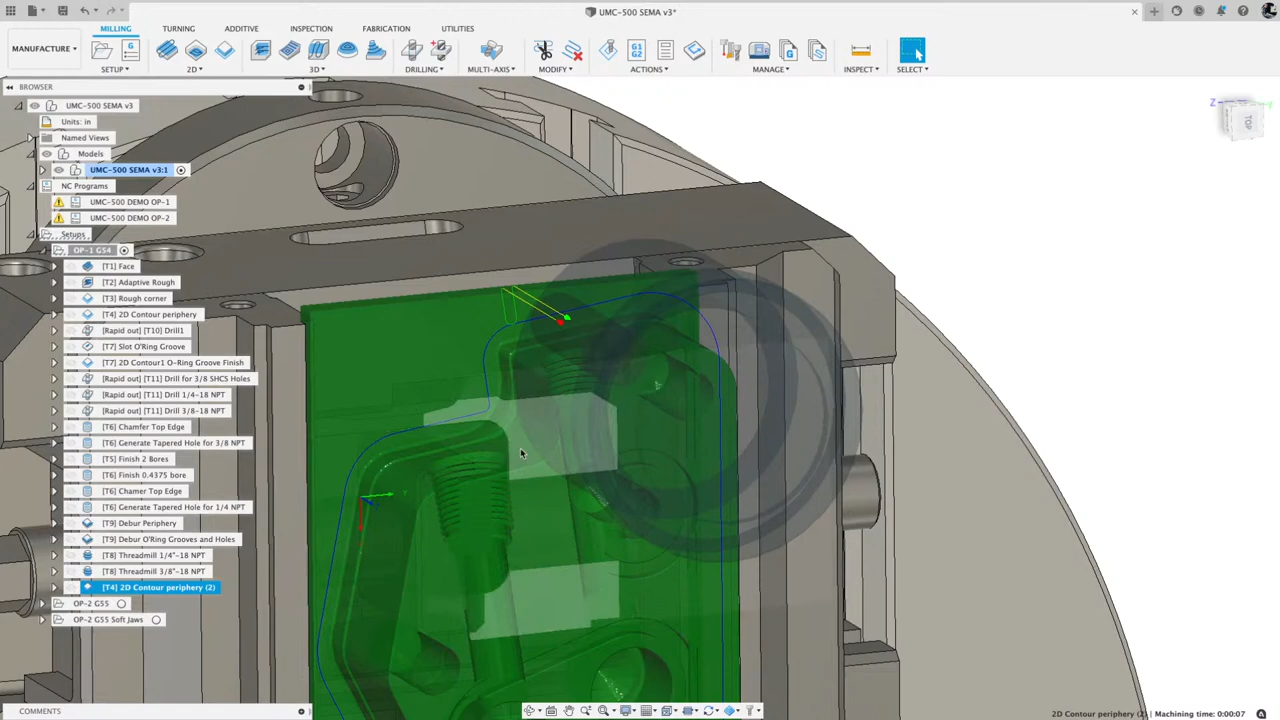 UMC-500 SEMA v3*
MILLING TURNING ADDITIVE INSPECTION FABRICATION UTILITIES
MANUFACTURE
G1 G2
SETUP 2D 3D DRILLING MULTI-AXIS MODIFY ACTIONS MANAGE INSPECT SELECT
BROWSER
UMC-500 SEMA v3
Units: in
Named Views
Models
UMC-500 SEMA v3:1
NC Programs
UMC-500 DEMO OP-1
UMC-500 DEMO OP-2
Setups
OP-1 G54
[T1] Face
[T2] Adaptive Rough
[T3] Rough corner
[T4] 2D Contour periphery
[Rapid out] [T10] Drill1
[T7] Slot O'Ring Groove
[T7] 2D Contour1 O-Ring Groove Finish
[Rapid out] [T11] Drill for 3/8 SHCS Holes
[Rapid out] [T11] Drill 1/4-18 NPT
[Rapid out] [T11] Drill 3/8-18 NPT
[T6] Chamfer Top Edge
[T6] Generate Tapered Hole for 3/8 NPT
[T5] Finish 2 Bores
[T6] Finish 0.4375 bore
[T6] Chamer Top Edge
[T6] Generate Tapered Hole for 1/4 NPT
[T9] Debur Periphery
[T9] Debur O'Ring Grooves and Holes
[T8] Threadmill 1/4"-18 NPT
[T8] Threadmill 3/8"-18 NPT
[T4] 2D Contour periphery (2)
OP-2 G55
OP-2 G55 Soft Jaws
Z
TOP
Y
COMMENTS
2D Contour periphery (2) | Machining time: 0:00:07